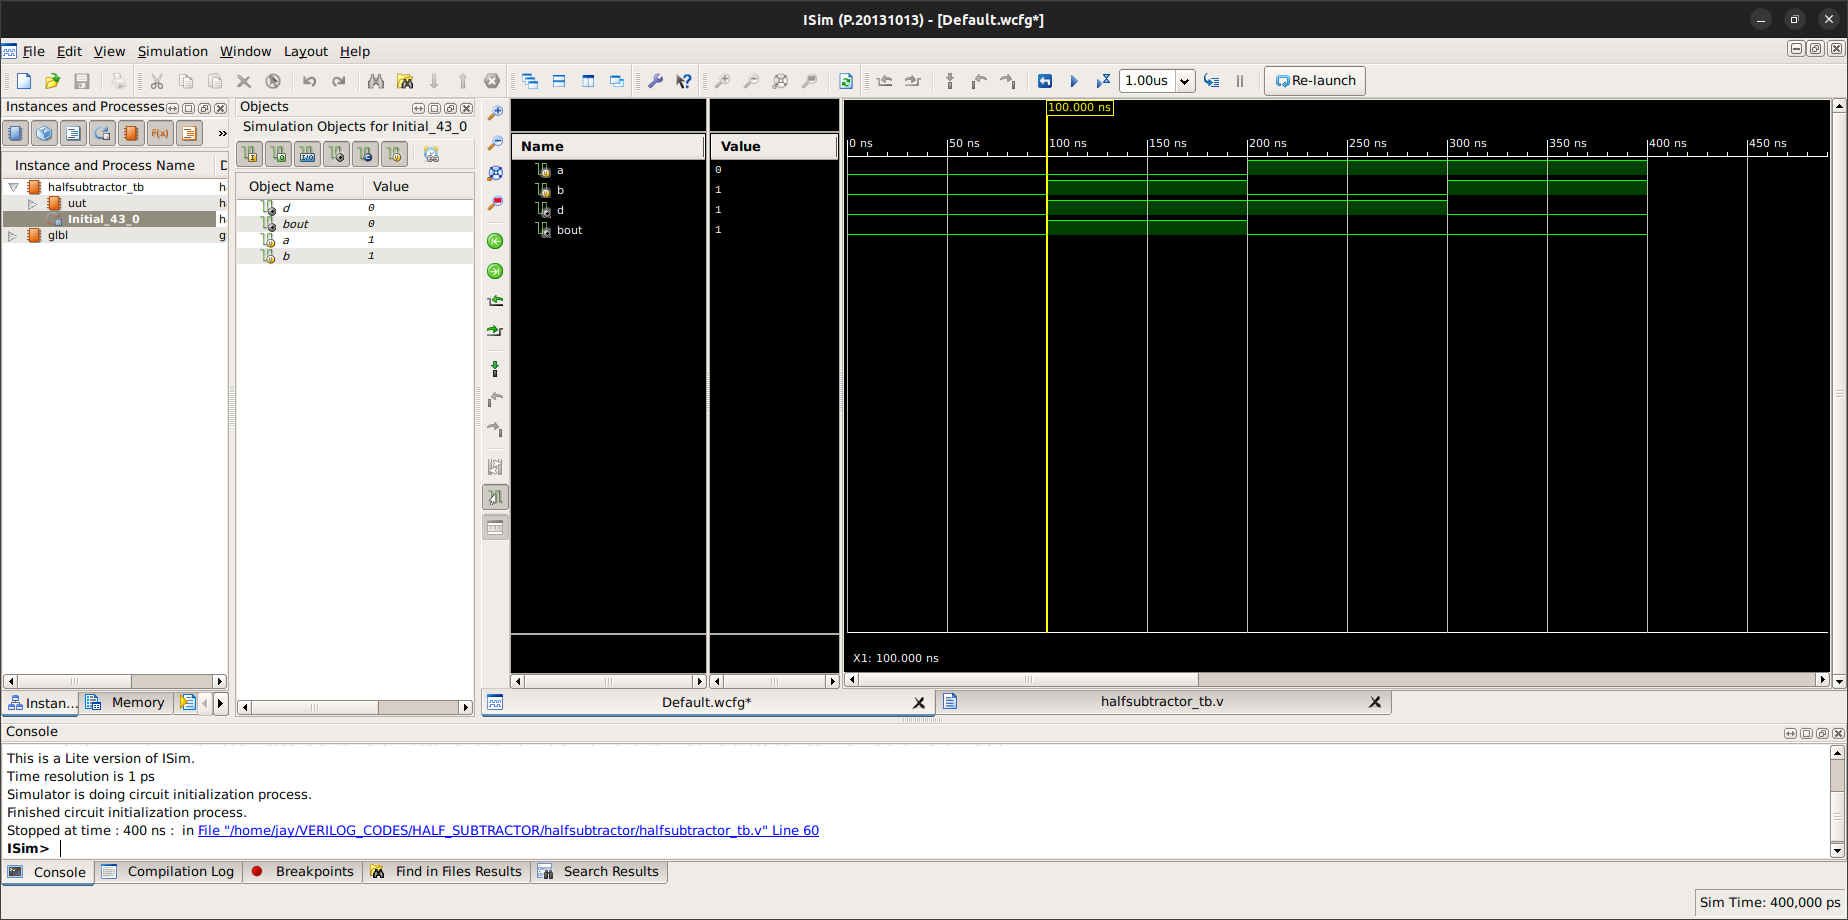 ISim (P.20131013) - [Default.wcfg*]
File Edit View Simulation Window Layout Help
1.00us Re-launch
Instances and Processes
f(x) »
Instance and Process Name D
halfsubtractor_tb h
uut h
Initial_43_0 h
glbl g
Instan... Memory
Objects
Simulation Objects for Initial_43_0
Object Name Value
d 0
bout 0
a 1
b 1
Name Value
a 0
b 1
d 1
bout 1
100.000 ns
0 ns 50 ns 100 ns 150 ns 200 ns 250 ns 300 ns 350 ns 400 ns 450 ns
X1: 100.000 ns
Default.wcfg* halfsubtractor_tb.v
Console
This is a Lite version of ISim.
Time resolution is 1 ps
Simulator is doing circuit initialization process.
Finished circuit initialization process.
Stopped at time : 400 ns : in File "/home/jay/VERILOG_CODES/HALF_SUBTRACTOR/halfsubtractor/halfsubtractor_tb.v" Line 60
ISim>
Console Compilation Log Breakpoints Find in Files Results Search Results
Sim Time: 400,000 ps